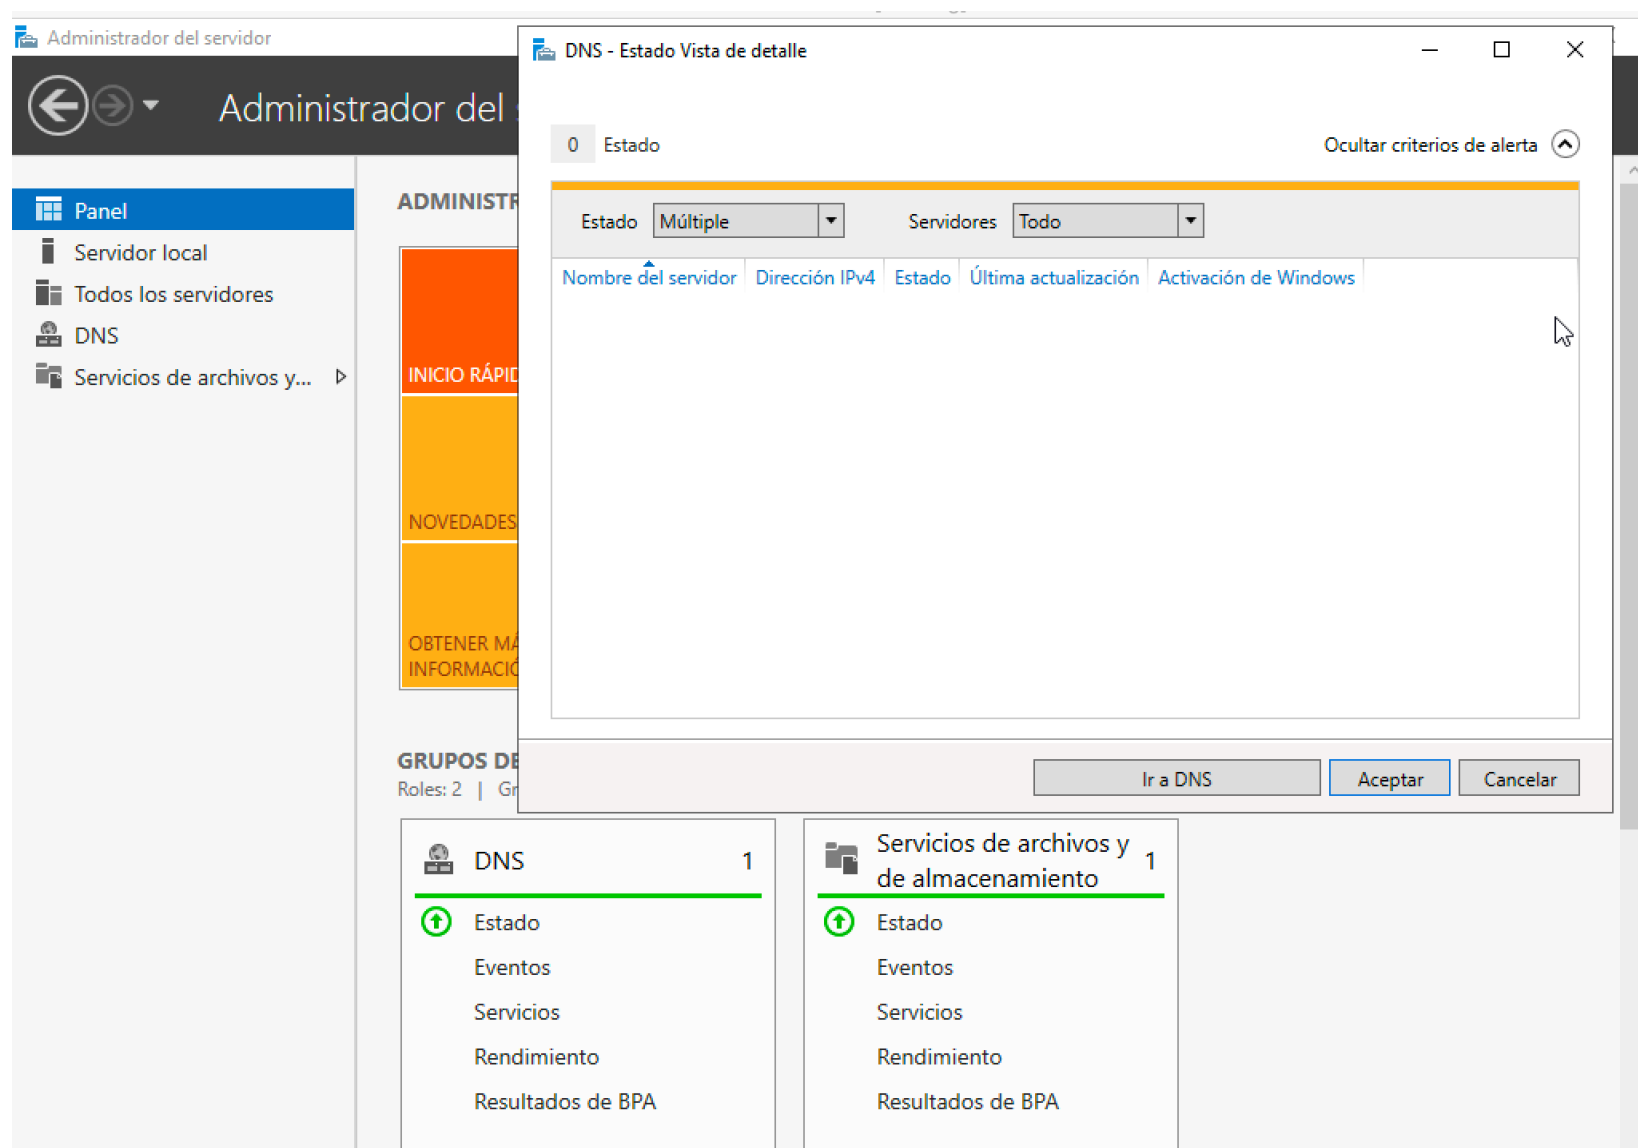 Administrador del servidor
DNS - Estado Vista de detalle
Administrador del
0 Estado
Ocultar criterios de alerta
Estado Múltiple Servidores Todo
Nombre del servidor Dirección IPv4 Estado Última actualización Activación de Windows
Panel
Servidor local
Todos los servidores
DNS
Servicios de archivos y...
ADMINISTR
INICIO RÁPID
NOVEDADES
OBTENER MÁ
INFORMACIÓ
Ir a DNS Aceptar Cancelar
GRUPOS DE
Roles: 2 | Gr
DNS 1
Estado
Eventos
Servicios
Rendimiento
Resultados de BPA
Servicios de archivos y
de almacenamiento 1
Estado
Eventos
Servicios
Rendimiento
Resultados de BPA